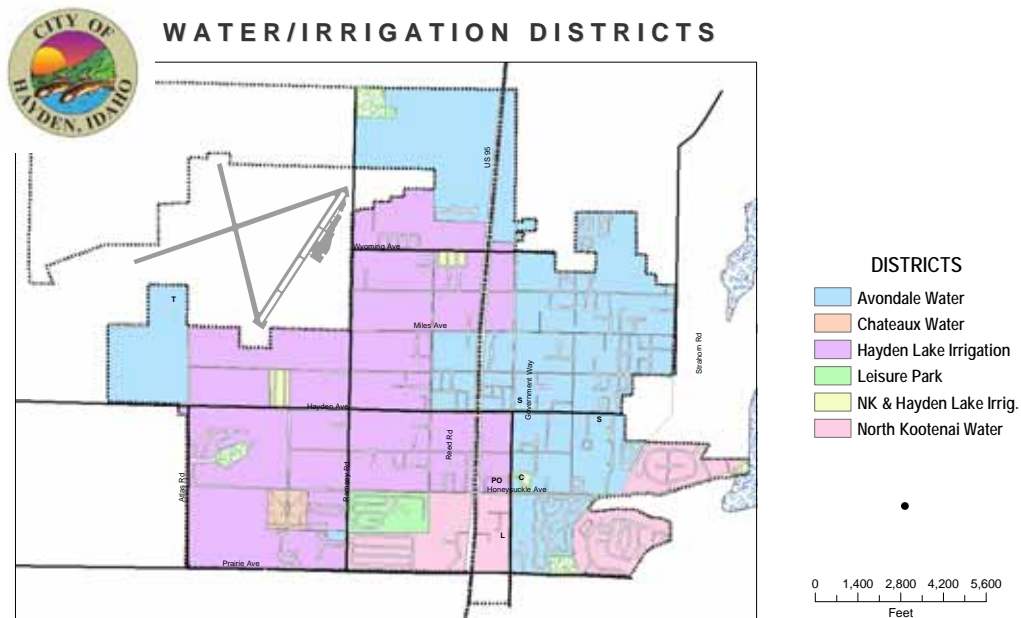 CITY OF
HAYDEN, IDAHO
WATER/IRRIGATION DISTRICTS
US 95
Wyoming Ave
T
Miles Ave
Strahorn Rd
Government Way
S
Hayden Ave
S
Reed Rd
Atlas Rd
Ramsey Rd
PO
C
Honeysuckle Ave
L
Prairie Ave
DISTRICTS
Avondale Water
Chateaux Water
Hayden Lake Irrigation
Leisure Park
NK & Hayden Lake Irrig.
North Kootenai Water
0 1,400 2,800 4,200 5,600
Feet